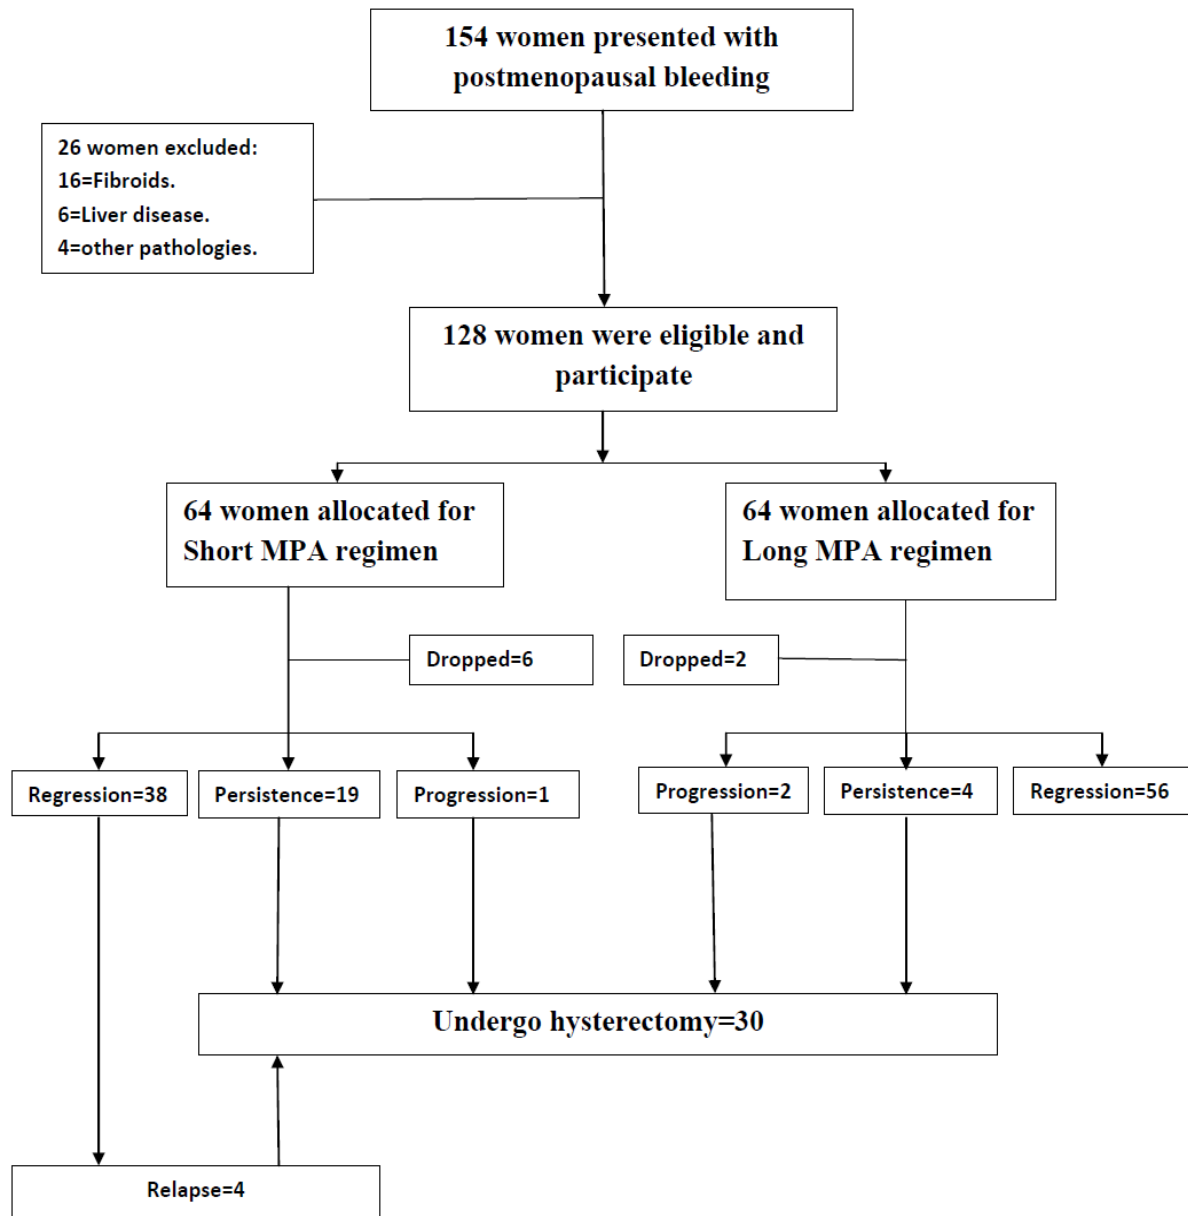 154 women presented with
postmenopausal bleeding
26 women excluded:
16=Fibroids.
6=Liver disease.
4=other pathologies.
128 women were eligible and
participate
64 women allocated for
Short MPA regimen
64 women allocated for
Long MPA regimen
Dropped=6
Dropped=2
Regression=38
Persistence=19
Progression=1
Progression=2
Persistence=4
Regression=56
Undergo hysterectomy=30
Relapse=4